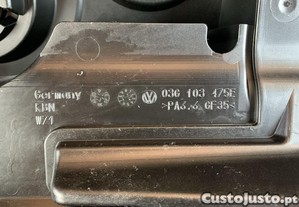 Germany 036 103 475E
KBN >PA6.6 GF35<
W/1
CustoJusto.pt